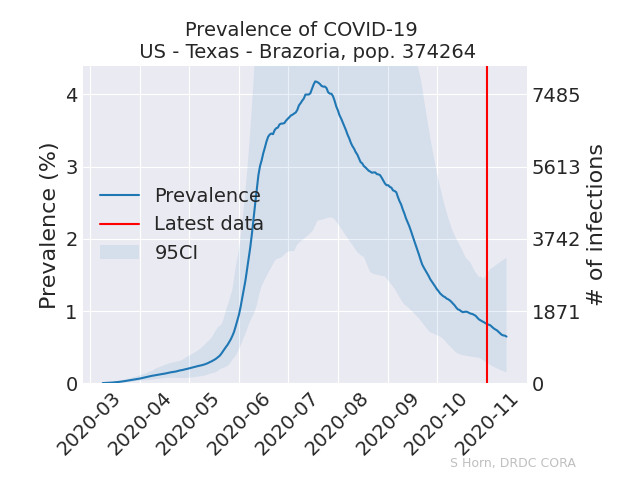 Prevalence of COVID-19
US - Texas - Brazoria, pop. 374264
Prevalence (%)
4
3
2
1
0
7485
5613
3742
1871
0
# of infections
Prevalence
Latest data
95CI
2020-03
2020-04
2020-05
2020-06
2020-07
2020-08
2020-09
2020-10
2020-11
S Horn, DRDC CORA